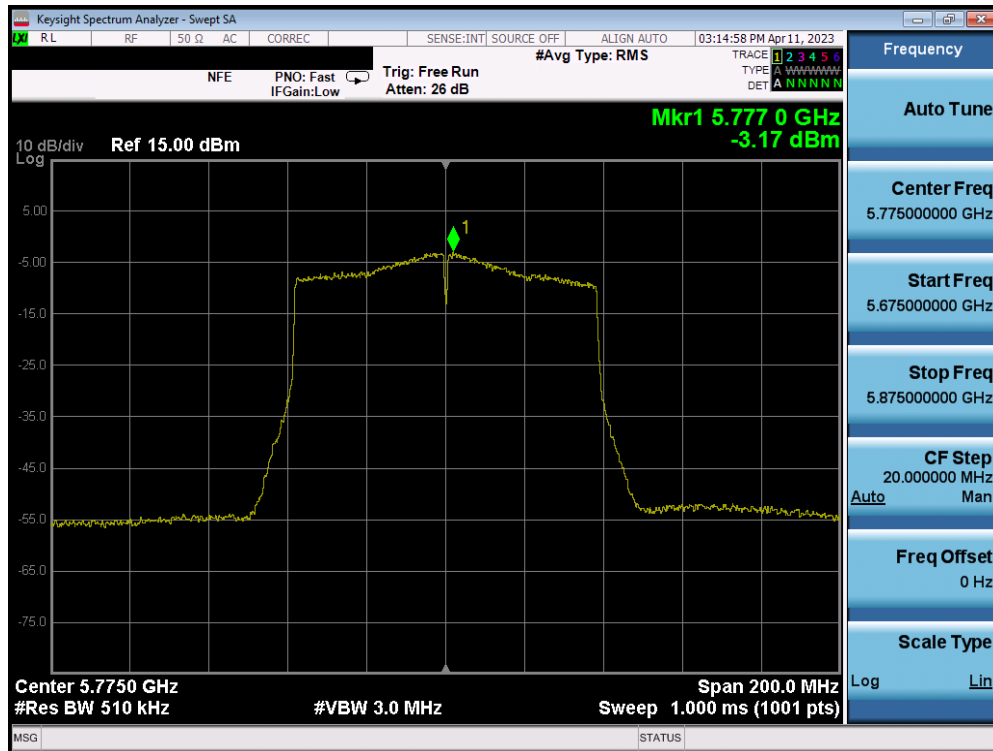 Keysight Spectrum Analyzer - Swept SA
LXI RL RF 50 Ω AC CORREC SENSE:INT SOURCE OFF ALIGN AUTO 03:14:58 PM Apr 11, 2023
#Avg Type: RMS
TRACE 1 2 3 4 5 6
TYPE A WWWWW
DET A N N N N N
NFE PNO: Fast Trig: Free Run
IFGain:Low Atten: 26 dB
Mkr1 5.777 0 GHz
-3.17 dBm
10 dB/div Ref 15.00 dBm
Log
5.00
1
-5.00
-15.0
-25.0
-35.0
-45.0
-55.0
-65.0
-75.0
Center 5.7750 GHz Span 200.0 MHz
#Res BW 510 kHz #VBW 3.0 MHz Sweep 1.000 ms (1001 pts)
MSG STATUS
Frequency
Auto Tune
Center Freq
5.775000000 GHz
Start Freq
5.675000000 GHz
Stop Freq
5.875000000 GHz
CF Step
20.000000 MHz
Auto Man
Freq Offset
0 Hz
Scale Type
Log Lin